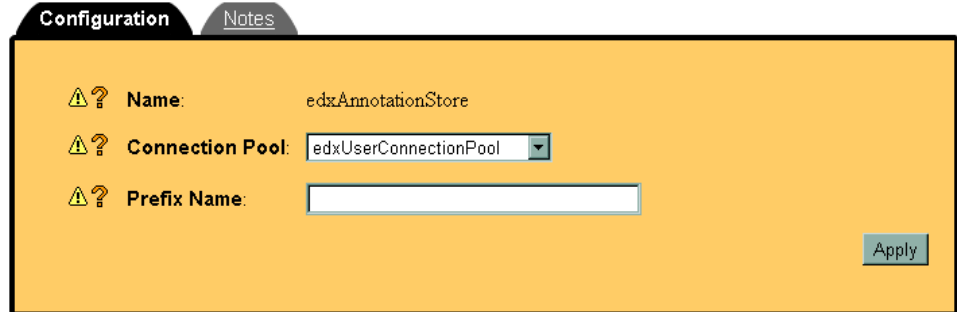 Configuration Notes
Name: edxAnnotationStore
Connection Pool: edxUserConnectionPool
Prefix Name:
Apply